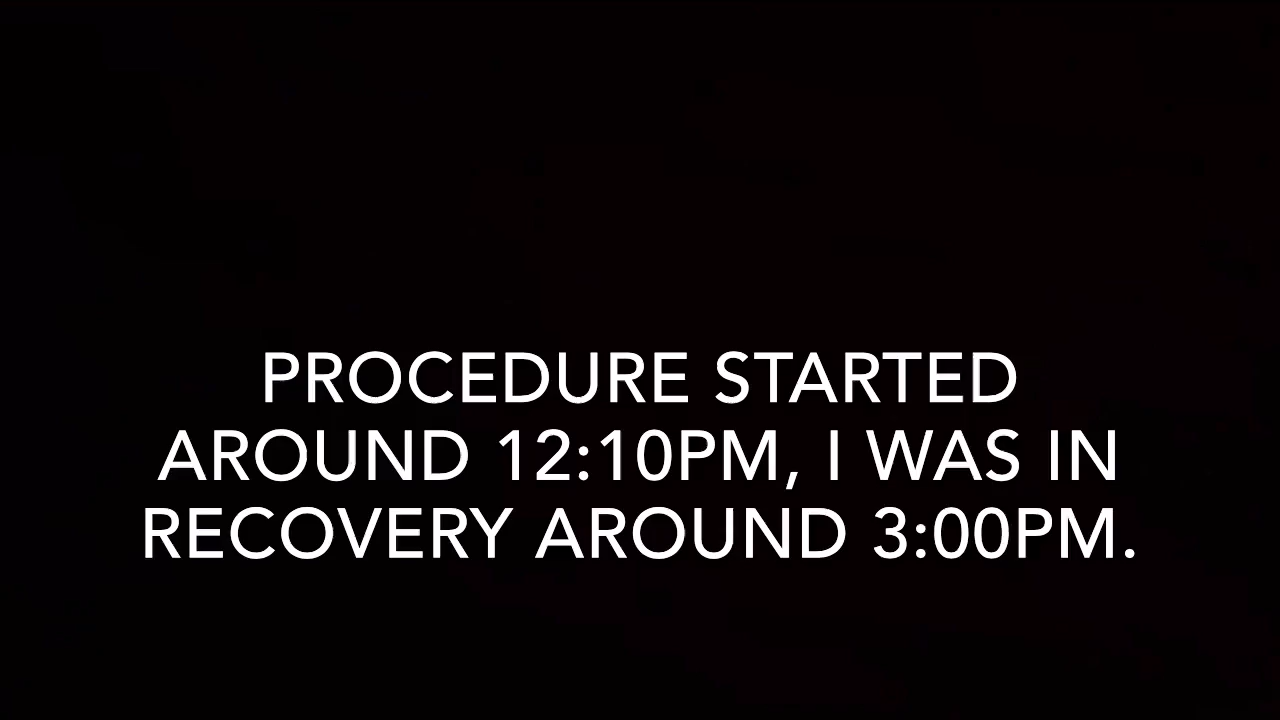 PROCEDURE STARTED
AROUND 12:10PM, I WAS IN
RECOVERY AROUND 3:00PM.